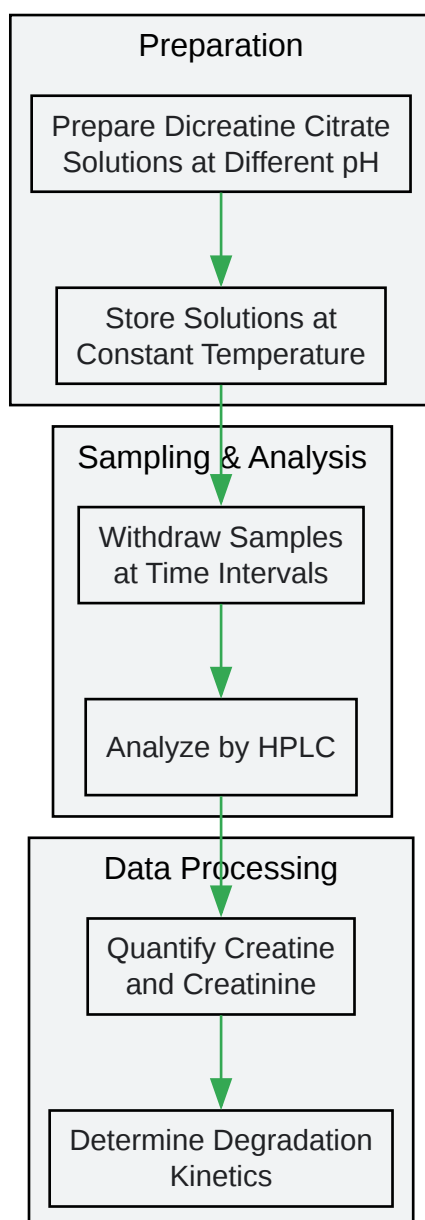 Preparation
Prepare Dicreatine Citrate
Solutions at Different pH
Store Solutions at
Constant Temperature
Sampling & Analysis
Withdraw Samples
at Time Intervals
Analyze by HPLC
Data Processing
Quantify Creatine
and Creatinine
Determine Degradation
Kinetics